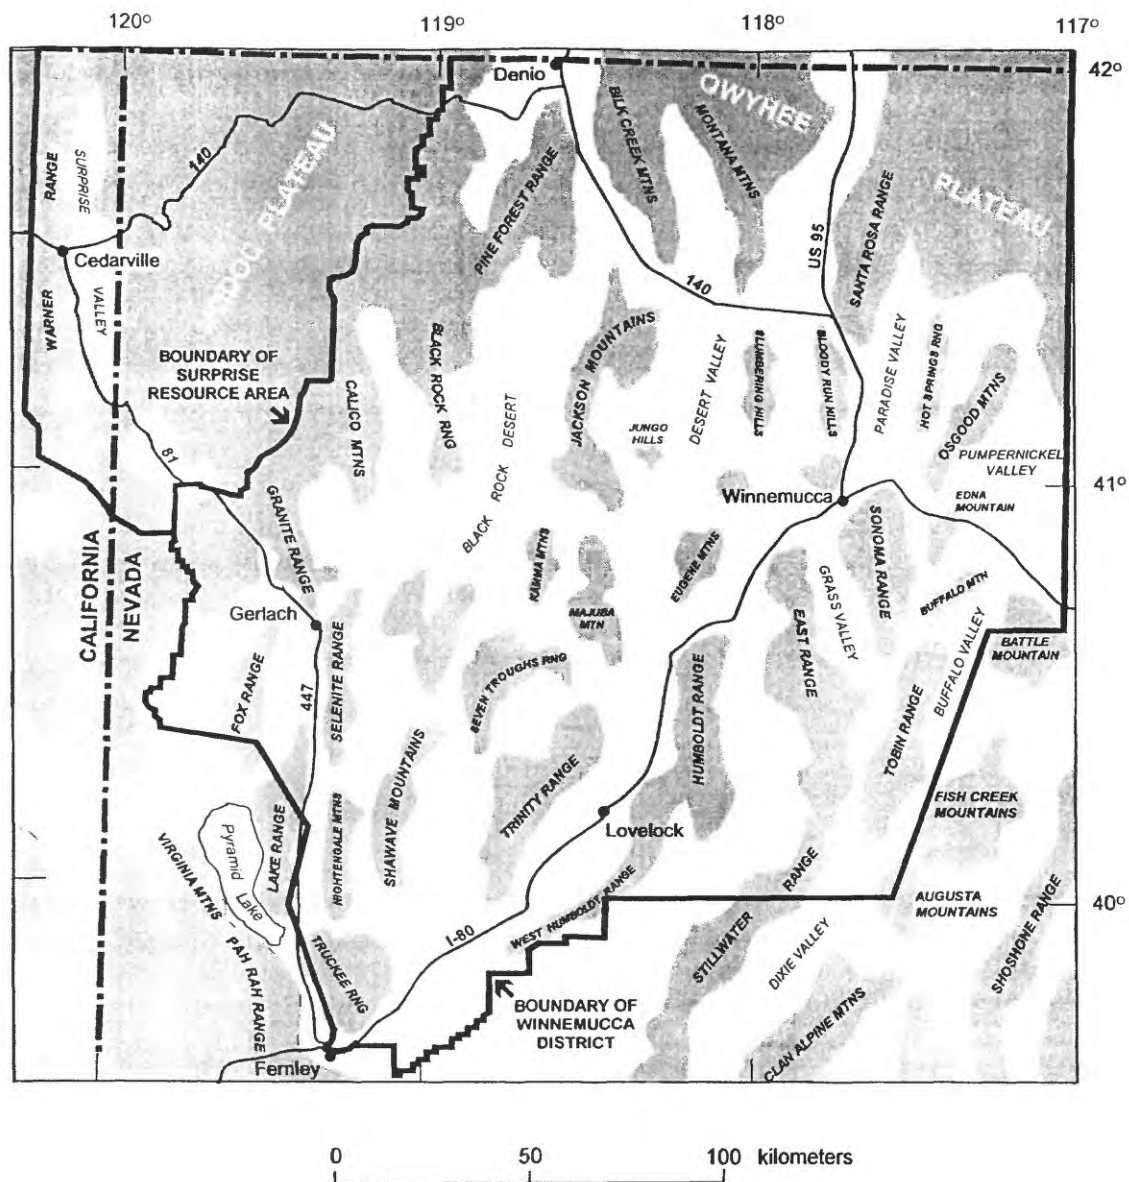 120°
119°
118°
117°
42°
Denio
OWYHEE
PLATEAU
BILK CREEK MTNS
MONTANA MTNS
RANGE
SURPRISE
140
PLATEAU
PINE FOREST RANGE
US 95
SANTA ROSA RANGE
Cedarville
WARNER
VALLEY
140
BOUNDARY OF
SURPRISE
RESOURCE AREA
BLACK ROCK RNG
CALICO MTNS
JACKSON MOUNTAINS
DESERT VALLEY
SLUMBERING HILLS
BLOODY RUN HILLS
PARADISE VALLEY
HOT SPRINGS RNG
OSGOOD MTNS
JUNGO
HILLS
BLACK ROCK DESERT
81
PUMPERNICKEL
VALLEY
41°
Winnemucca
EDNA
MOUNTAIN
GRANITE RANGE
KAMMA MTNS
EUGENE MTNS
SONOMA RANGE
CALIFORNIA
NEVADA
Gerlach
MAJUBA
MTN
GRASS VALLEY
BUFFALO MTN
EAST RANGE
BATTLE
MOUNTAIN
FOX RANGE
447
SELENITE RANGE
SEVEN TROUGHS RNG
HUMBOLDT RANGE
BUFFALO VALLEY
TOBIN RANGE
SHAWAVE MOUNTAINS
TRINITY RANGE
FISH CREEK
MOUNTAINS
Pyramid
Lake
LAKE RANGE
NIGHTENGALE MTNS
Lovelock
VIRGINIA MTNS
RANGE
STILLWATER
AUGUSTA
MOUNTAINS
40°
WEST HUMBOLDT RANGE
I-80
PAH RAH RANGE
TRUCKEE RNG
DIXIE VALLEY
SHOSHONE RANGE
BOUNDARY OF
WINNEMUCCA
DISTRICT
CLAN ALPINE MTNS
Fernley
0 50 100 kilometers